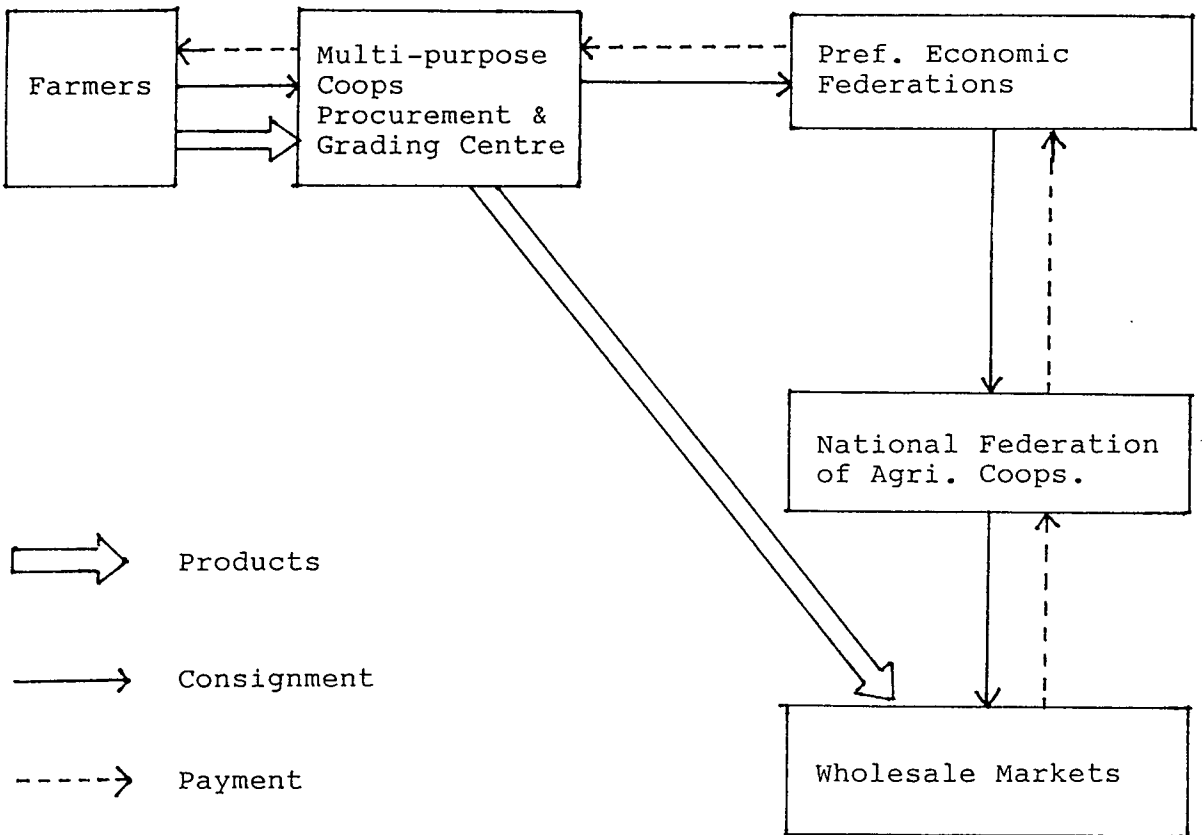 Farmers
Multi-purpose
Coops
Procurement &
Grading Centre
Pref. Economic
Federations
National Federation
of Agri. Coops.
Products
Consignment
Wholesale Markets
Payment